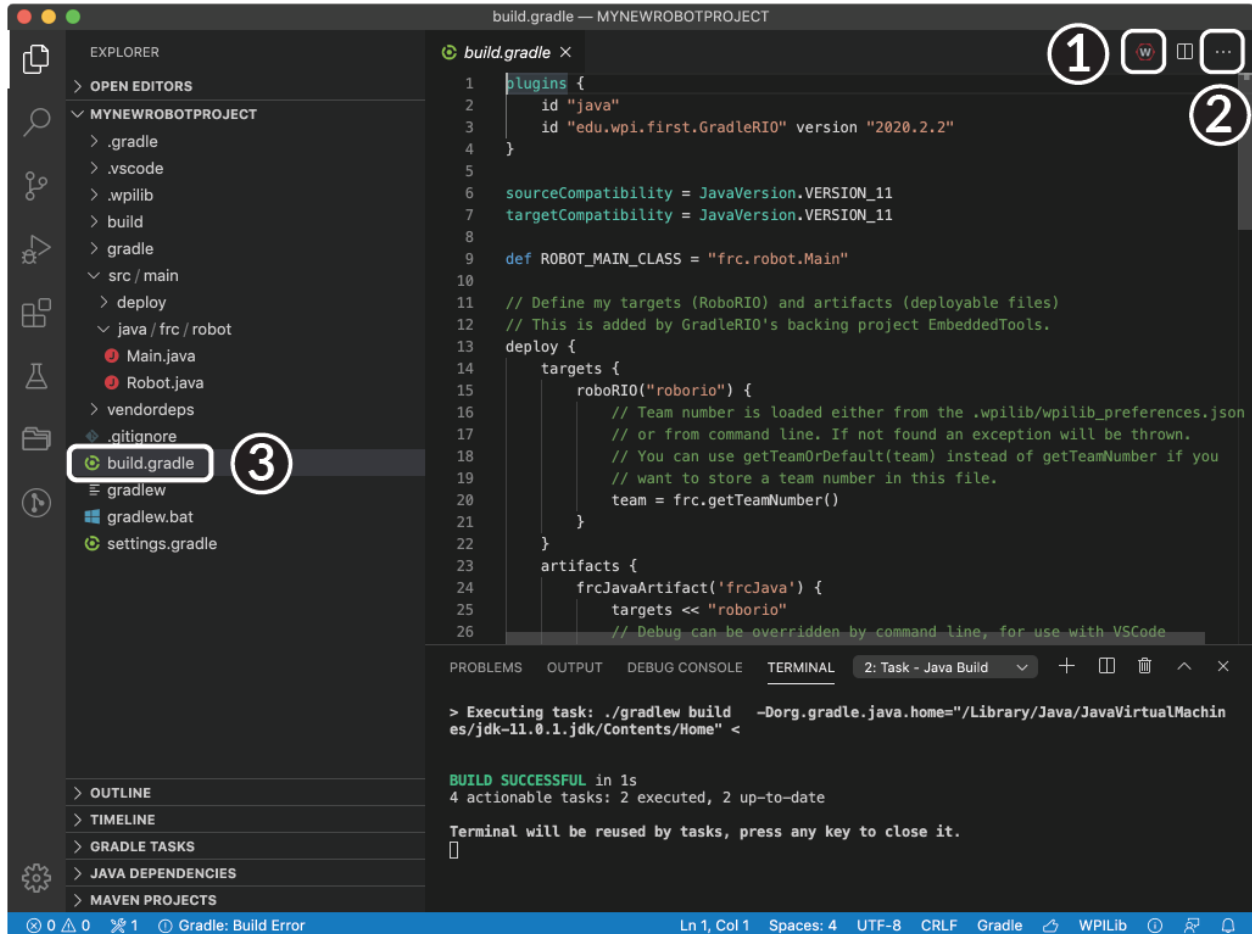 build.gradle — MYNEWROBOTPROJECT
EXPLORER
OPEN EDITORS
MYNEWROBOTPROJECT
.gradle
.vscode
.wpilib
build
gradle
src / main
deploy
java / frc / robot
Main.java
Robot.java
vendordeps
.gitignore
build.gradle
3
gradlew
gradlew.bat
settings.gradle
OUTLINE
TIMELINE
GRADLE TASKS
JAVA DEPENDENCIES
MAVEN PROJECTS
build.gradle
1
W
...
2
1 plugins {
2 id "java"
3 id "edu.wpi.first.GradleRIO" version "2020.2.2"
4 }
5
6 sourceCompatibility = JavaVersion.VERSION_11
7 targetCompatibility = JavaVersion.VERSION_11
8
9 def ROBOT_MAIN_CLASS = "frc.robot.Main"
10
11 // Define my targets (RoboRIO) and artifacts (deployable files)
12 // This is added by GradleRIO's backing project EmbeddedTools.
13 deploy {
14 targets {
15 roboRIO("roborio") {
16 // Team number is loaded either from the .wpilib/wpilib_preferences.json
17 // or from command line. If not found an exception will be thrown.
18 // You can use getTeamOrDefault(team) instead of getTeamNumber if you
19 // want to store a team number in this file.
20 team = frc.getTeamNumber()
21 }
22 }
23 artifacts {
24 frcJavaArtifact('frcJava') {
25 targets << "roborio"
26 // Debug can be overridden by command line, for use with VSCode
PROBLEMS OUTPUT DEBUG CONSOLE TERMINAL 2: Task - Java Build
> Executing task: ./gradlew build -Dorg.gradle.java.home="/Library/Java/JavaVirtualMachin
es/jdk-11.0.1.jdk/Contents/Home" <
BUILD SUCCESSFUL in 1s
4 actionable tasks: 2 executed, 2 up-to-date
Terminal will be reused by tasks, press any key to close it.
0 0 1 Gradle: Build Error Ln 1, Col 1 Spaces: 4 UTF-8 CRLF Gradle WPILib